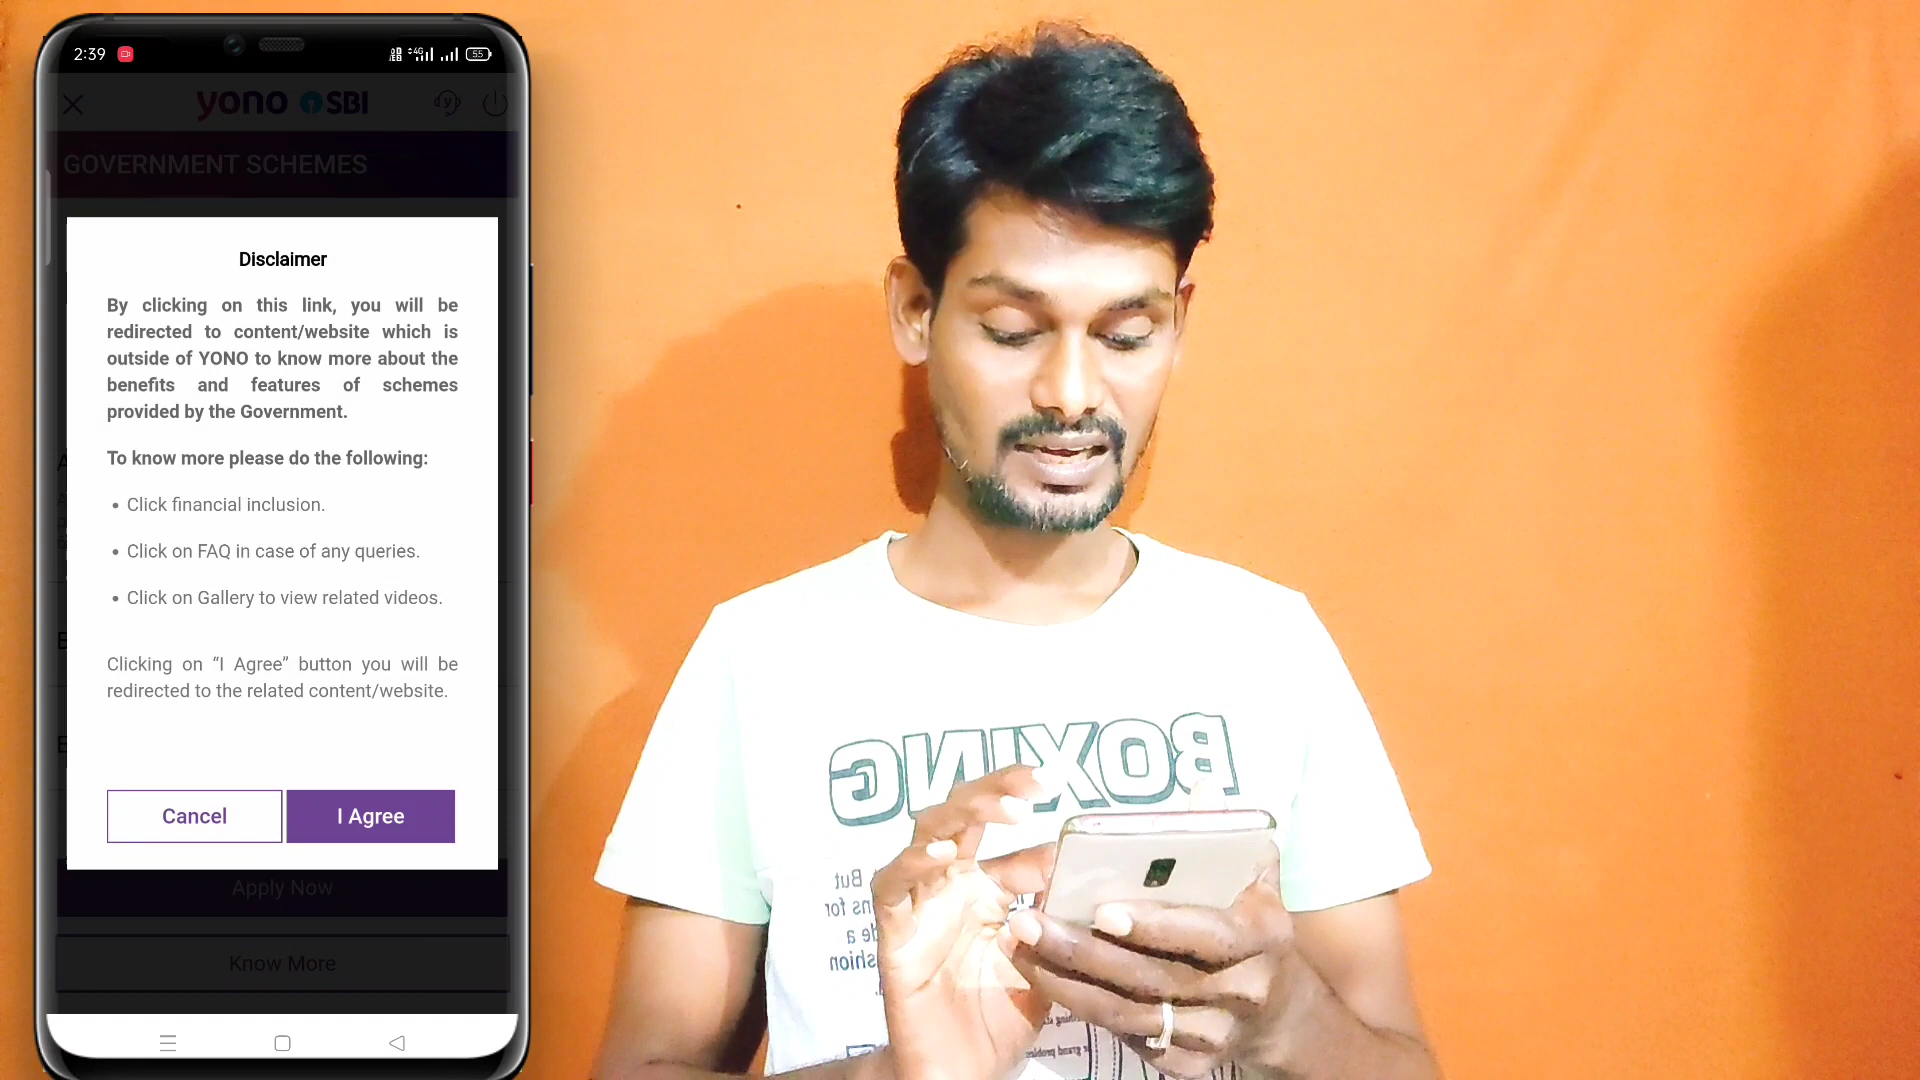 2:39
4G
55
yono SBI
GOVERNMENT SCHEMES
Disclaimer
By clicking on this link, you will be
redirected to content/website which is
outside of YONO to know more about the
benefits and features of schemes
provided by the Government.
To know more please do the following:
• Click financial inclusion.
• Click on FAQ in case of any queries.
• Click on Gallery to view related videos.
Clicking on “I Agree” button you will be
redirected to the related content/website.
Cancel
I Agree
Apply Now
Know More
BOXING
But
for
a